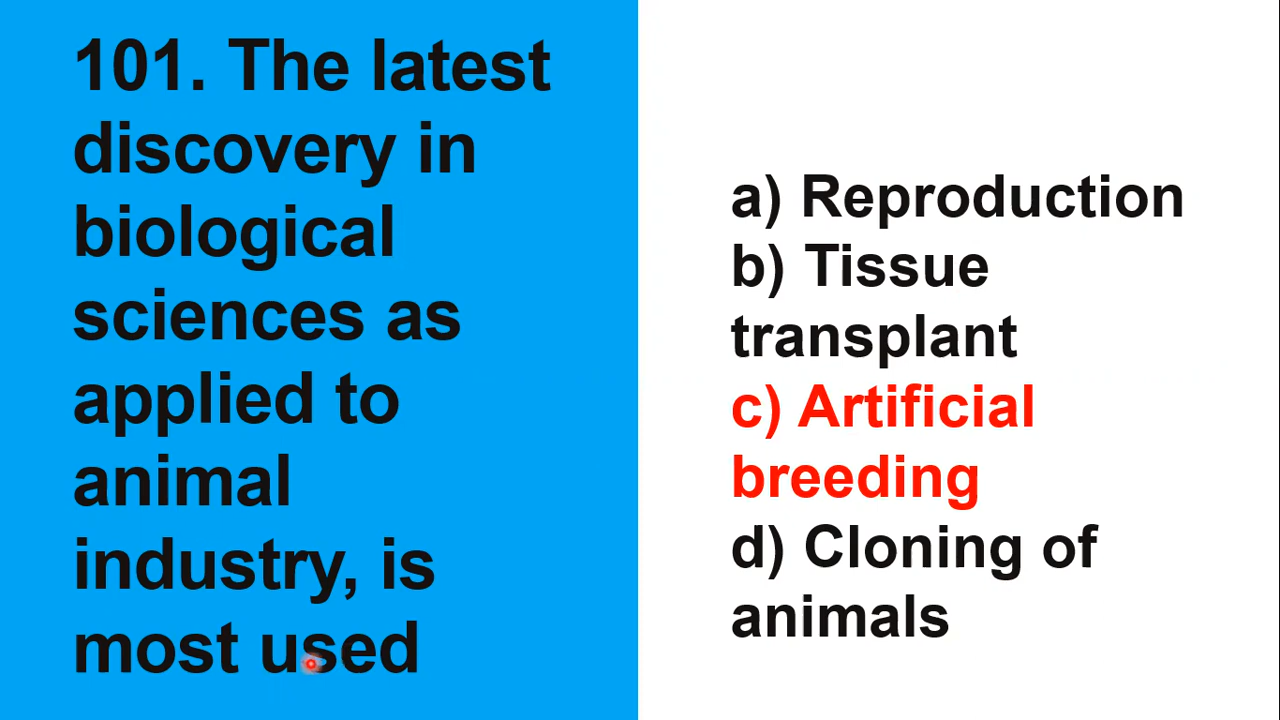 101. The latest
discovery in
biological
sciences as
applied to
animal
industry, is
most used
a) Reproduction
b) Tissue
transplant
c) Artificial
breeding
d) Cloning of
animals